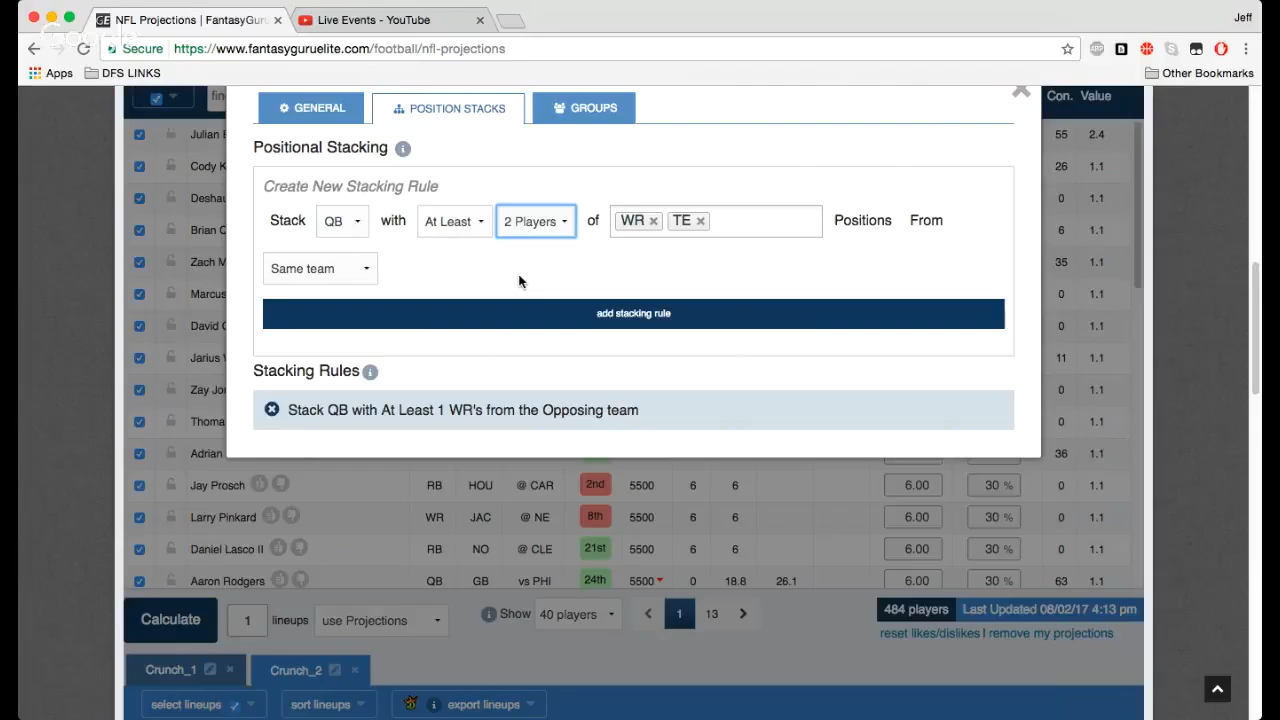 NFL Projections | FantasyGuru
Live Events - YouTube
Jeff
Google
Secure
https://www.fantasyguruelite.com/football/nfl-projections
Apps
DFS LINKS
Other Bookmarks
GENERAL
POSITION STACKS
GROUPS
Con. Value
Positional Stacking
Create New Stacking Rule
Stack QB with At Least 2 Players of WR TE Positions From
Same team
add stacking rule
Stacking Rules
Stack QB with At Least 1 WR's from the Opposing team
fin
Julian E 55 2.4
Cody K 26 1.1
Deshau 0 1.1
Brian Q 6 1.1
Zach M 35 1.1
Marcus 0 1.1
David C 0 1.1
Jarius W 11 1.1
Zay Jon 0 1.1
Thoma 0 1.1
Adrian 36 1.1
Jay Prosch RB HOU @ CAR 2nd 5500 6 6 6.00 30 % 0 1.1
Larry Pinkard WR JAC @ NE 8th 5500 6 6 6.00 30 % 0 1.1
Daniel Lasco II RB NO @ CLE 21st 5500 6 6 6.00 30 % 0 1.1
Aaron Rodgers QB GB vs PHI 24th 5500 0 18.8 26.1 6.00 30 % 63 1.1
Calculate 1 lineups use Projections Show 40 players 1 13
484 players Last Updated 08/02/17 4:13 pm
reset likes/dislikes | remove my projections
Crunch_1 Crunch_2
select lineups sort lineups export lineups